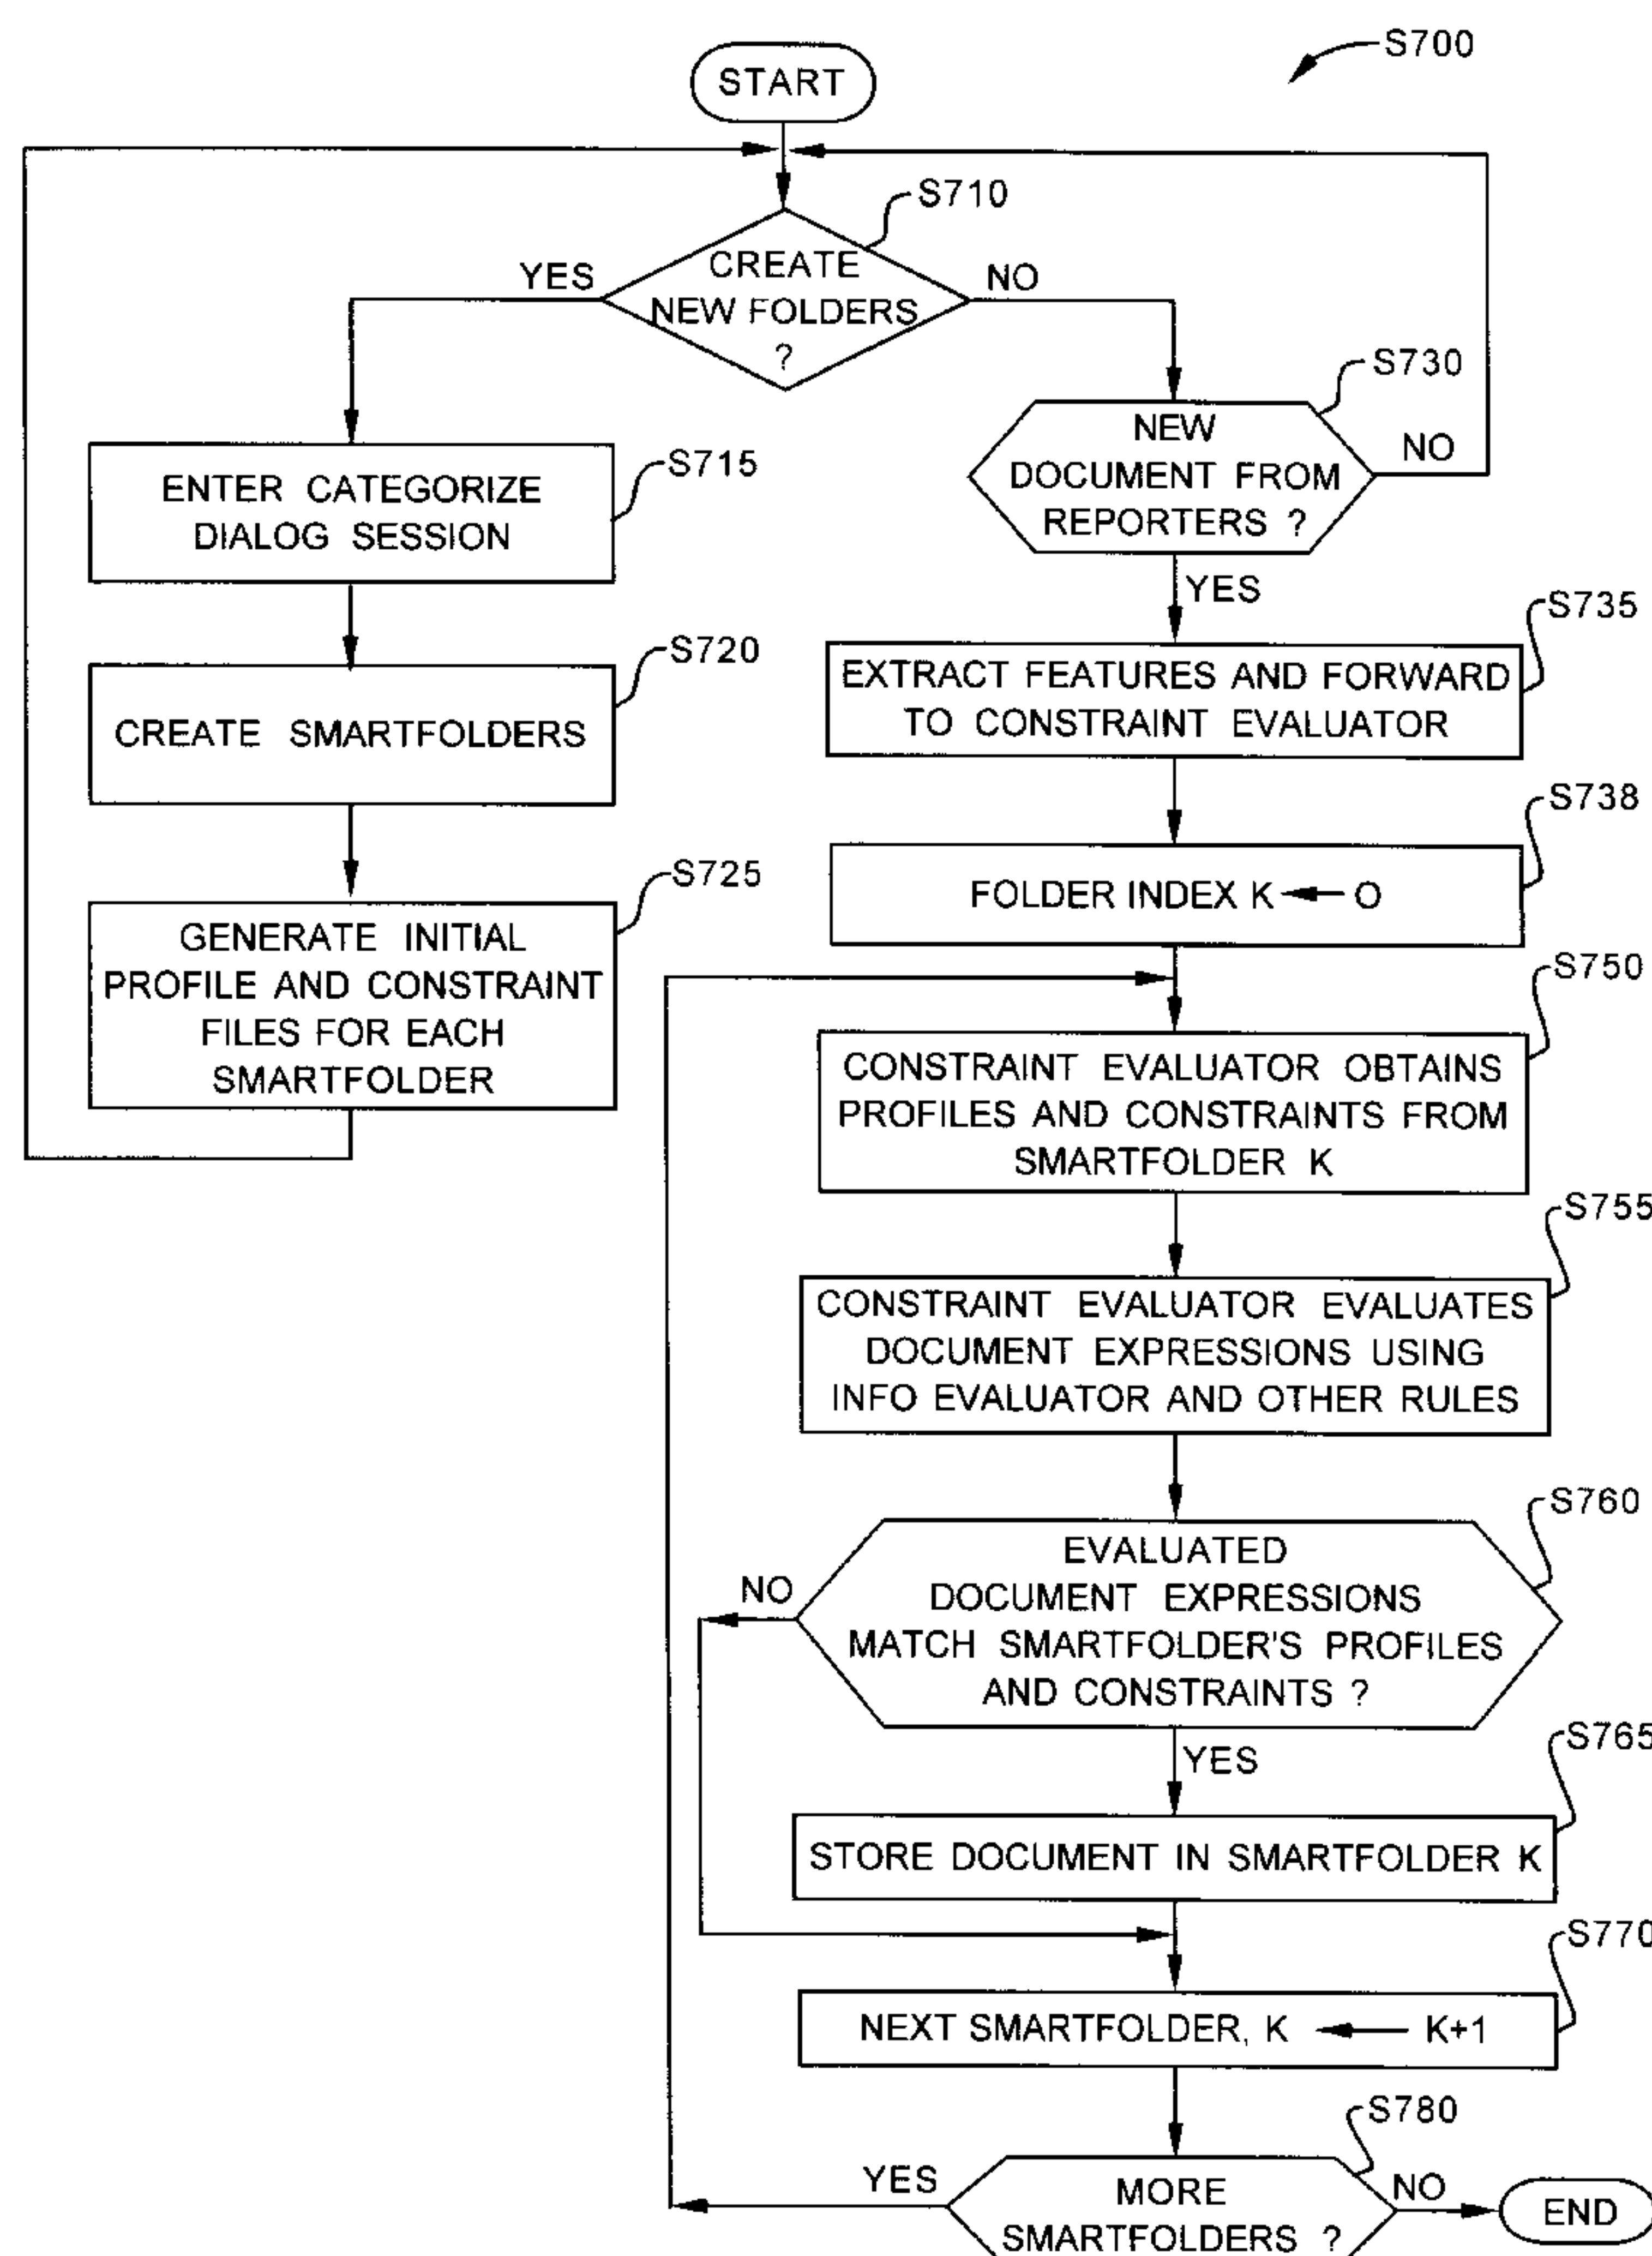 S700
START
S710
CREATE
NEW FOLDERS
?
YES
NO
S730
NEW
DOCUMENT FROM
REPORTERS ?
NO
YES
S715
ENTER CATEGORIZE
DIALOG SESSION
S720
CREATE SMARTFOLDERS
S725
GENERATE INITIAL
PROFILE AND CONSTRAINT
FILES FOR EACH
SMARTFOLDER
S735
EXTRACT FEATURES AND FORWARD
TO CONSTRAINT EVALUATOR
S738
FOLDER INDEX K ← O
S750
CONSTRAINT EVALUATOR OBTAINS
PROFILES AND CONSTRAINTS FROM
SMARTFOLDER K
S755
CONSTRAINT EVALUATOR EVALUATES
DOCUMENT EXPRESSIONS USING
INFO EVALUATOR AND OTHER RULES
S760
EVALUATED
DOCUMENT EXPRESSIONS
MATCH SMARTFOLDER'S PROFILES
AND CONSTRAINTS ?
NO
YES
S765
STORE DOCUMENT IN SMARTFOLDER K
S770
NEXT SMARTFOLDER, K ← K+1
S780
MORE
SMARTFOLDERS ?
YES
NO
END